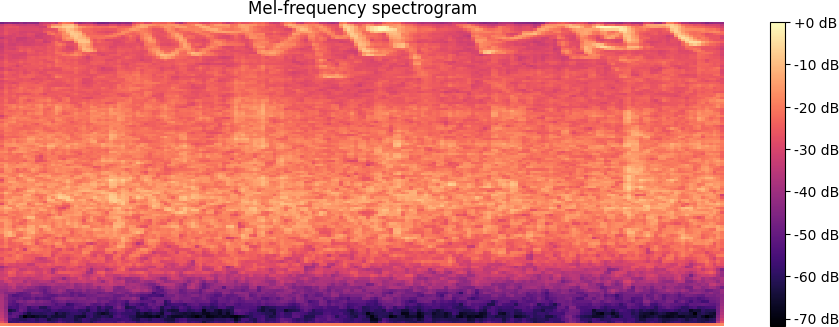 Mel-frequency spectrogram
+0 dB
-10 dB
-20 dB
-30 dB
-40 dB
-50 dB
-60 dB
-70 dB